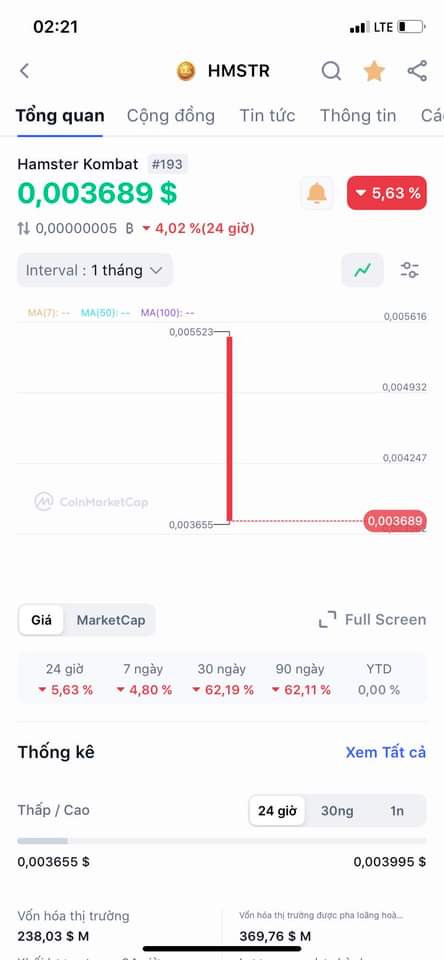 02:21 LTE
HMSTR
Tổng quan Cộng đồng Tin tức Thông tin Cá
Hamster Kombat #193
0,003689 $ 5,63 %
0,00000005 ₿ 4,02 %(24 giờ)
Interval : 1 tháng
MA(7): -- MA(50): -- MA(100): --
0,005616
0,005523
0,004932
0,004247
CoinMarketCap
0,003655 0,003689
Giá MarketCap Full Screen
24 giờ 7 ngày 30 ngày 90 ngày YTD
5,63 % 4,80 % 62,19 % 62,11 % 0,00 %
Thống kê Xem Tất cả
Thấp / Cao 24 giờ 30ng 1n
0,003655 $ 0,003995 $
Vốn hóa thị trường Vốn hóa thị trường được pha loãng hoà...
238,03 $ M 369,76 $ M